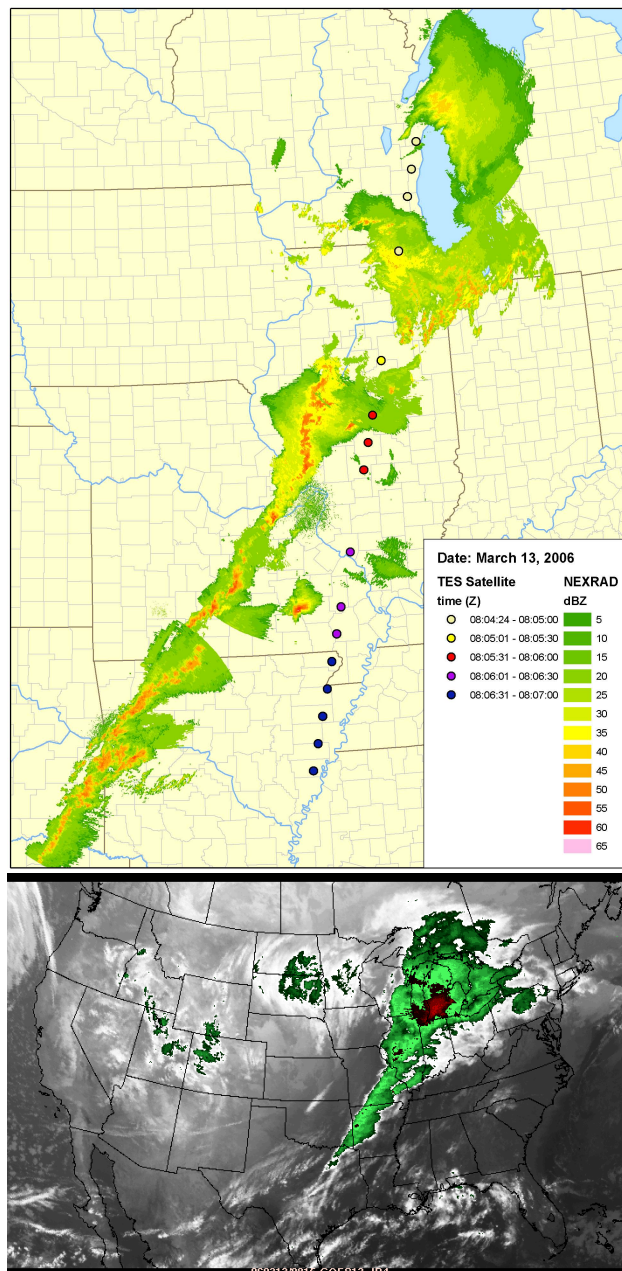 Date: March 13, 2006
TES Satellite NEXRAD
time (Z) dBZ
08:04:24 - 08:05:00 5
08:05:01 - 08:05:30 10
08:05:31 - 08:06:00 15
08:06:01 - 08:06:30 20
08:06:31 - 08:07:00 25
30
35
40
45
50
55
60
65